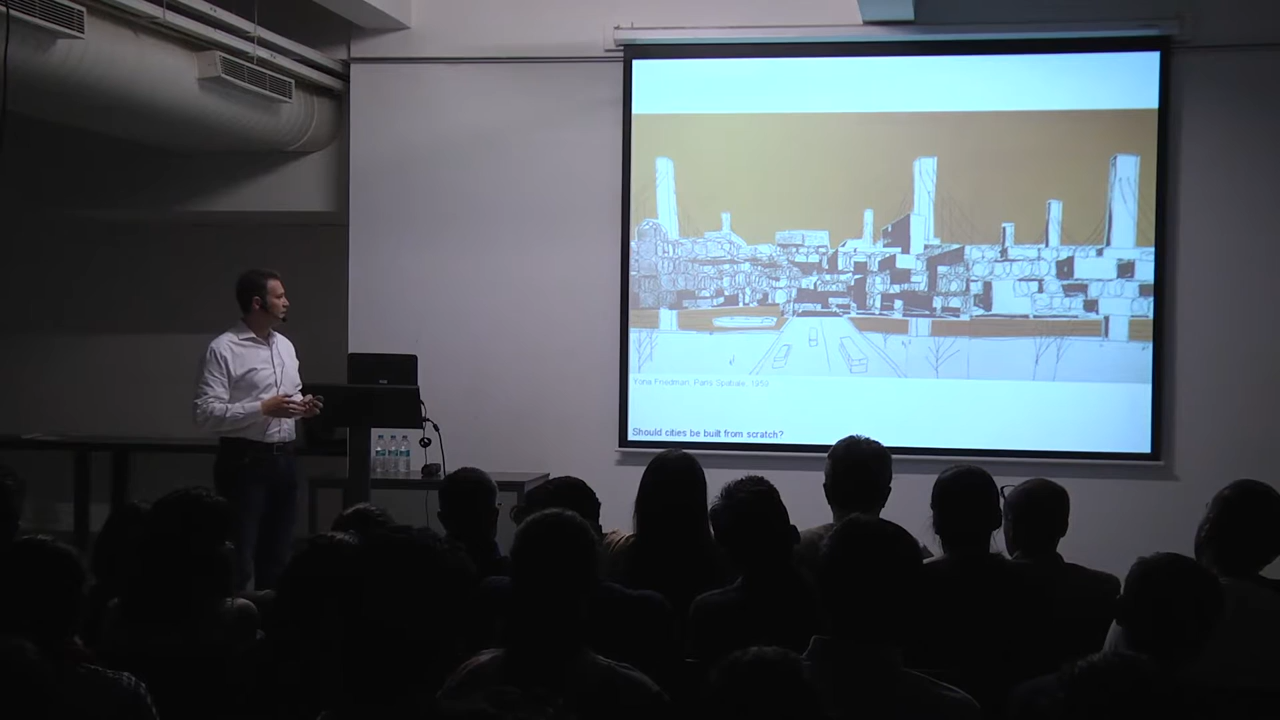 Yona Friedman, Paris Spatiale, 1959
Should cities be built from scratch?